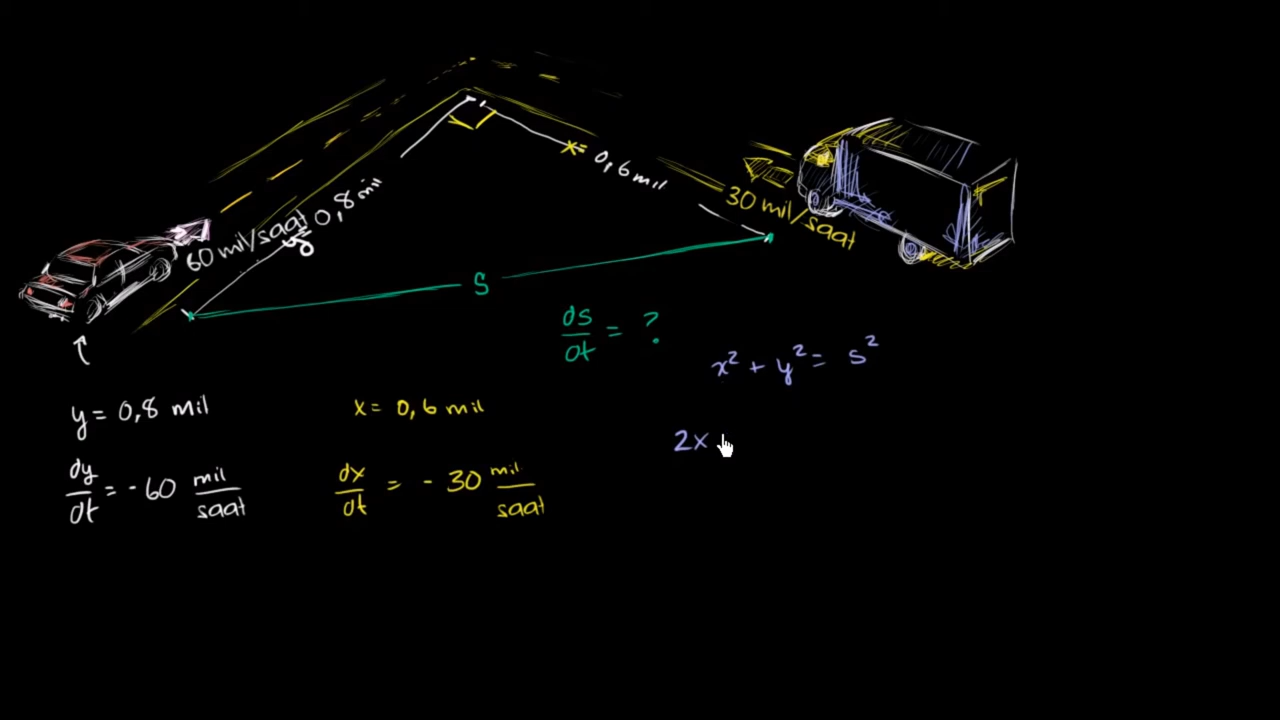 x = 0,6 mil
60 mil/saat
y = 0,8 mil
30 mil/saat
S
ds/dt = ?
x² + y² = s²
y = 0,8 mil
x = 0,6 mil
2x
dy/dt = -60 mil/saat
dx/dt = -30 mil/saat